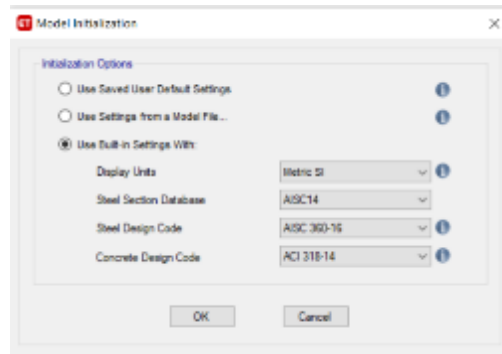 ET Model Initialization
Initialization Options
Use Saved User Default Settings
Use Settings from a Model File...
Use Built-in Settings With:
Display Units Metric SI
Steel Section Database AISC14
Steel Design Code AISC 360-16
Concrete Design Code ACI 318-14
OK Cancel